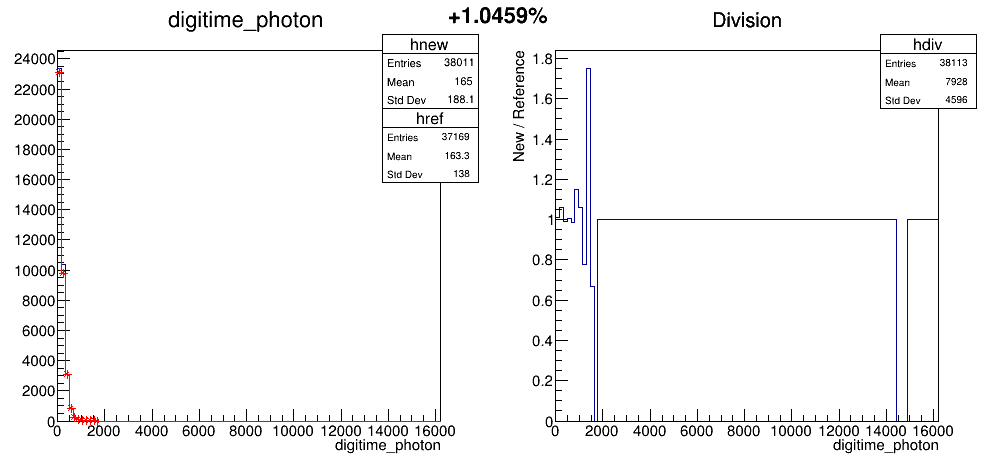 +1.0459%
digitime_photon
hnew
Entries 38011
Mean 165
Std Dev 188.1
href
Entries 37169
Mean 163.3
Std Dev 138
24000
22000
20000
18000
16000
14000
12000
10000
8000
6000
4000
2000
0
0 2000 4000 6000 8000 10000 12000 14000 16000
digitime_photon
Division
hdiv
Entries 38113
Mean 7928
Std Dev 4596
New / Reference
1.8
1.6
1.4
1.2
1
0.8
0.6
0.4
0.2
0
0 2000 4000 6000 8000 10000 12000 14000 16000
digitime_photon